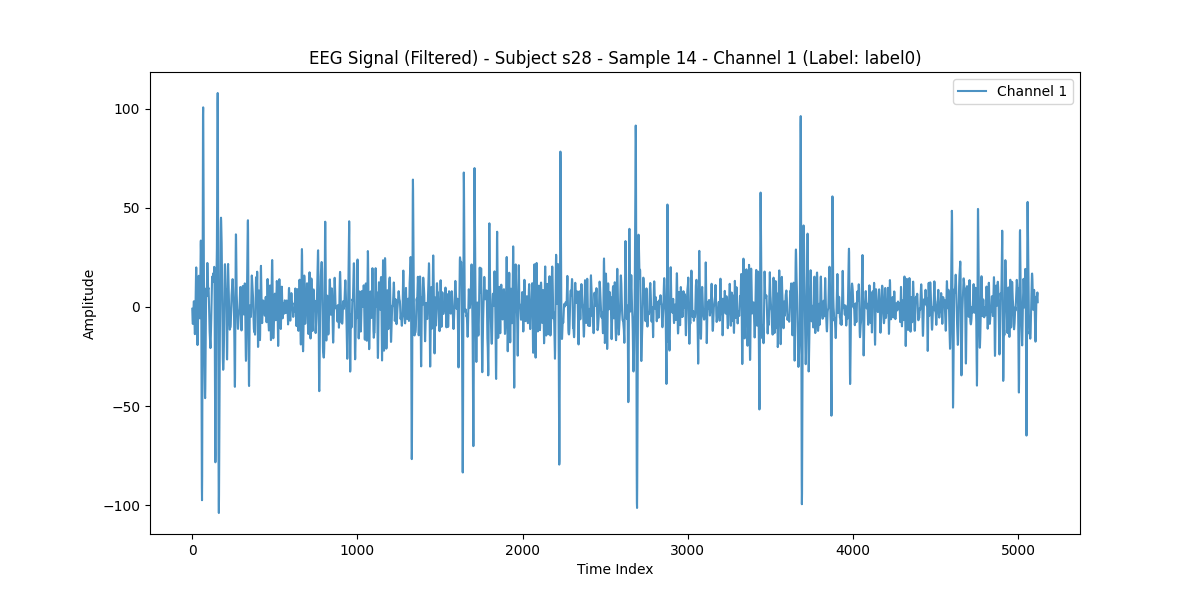 EEG Signal (Filtered) - Subject s28 - Sample 14 - Channel 1 (Label: label0)
Channel 1
100
50
0
−50
−100
Amplitude
0 1000 2000 3000 4000 5000
Time Index